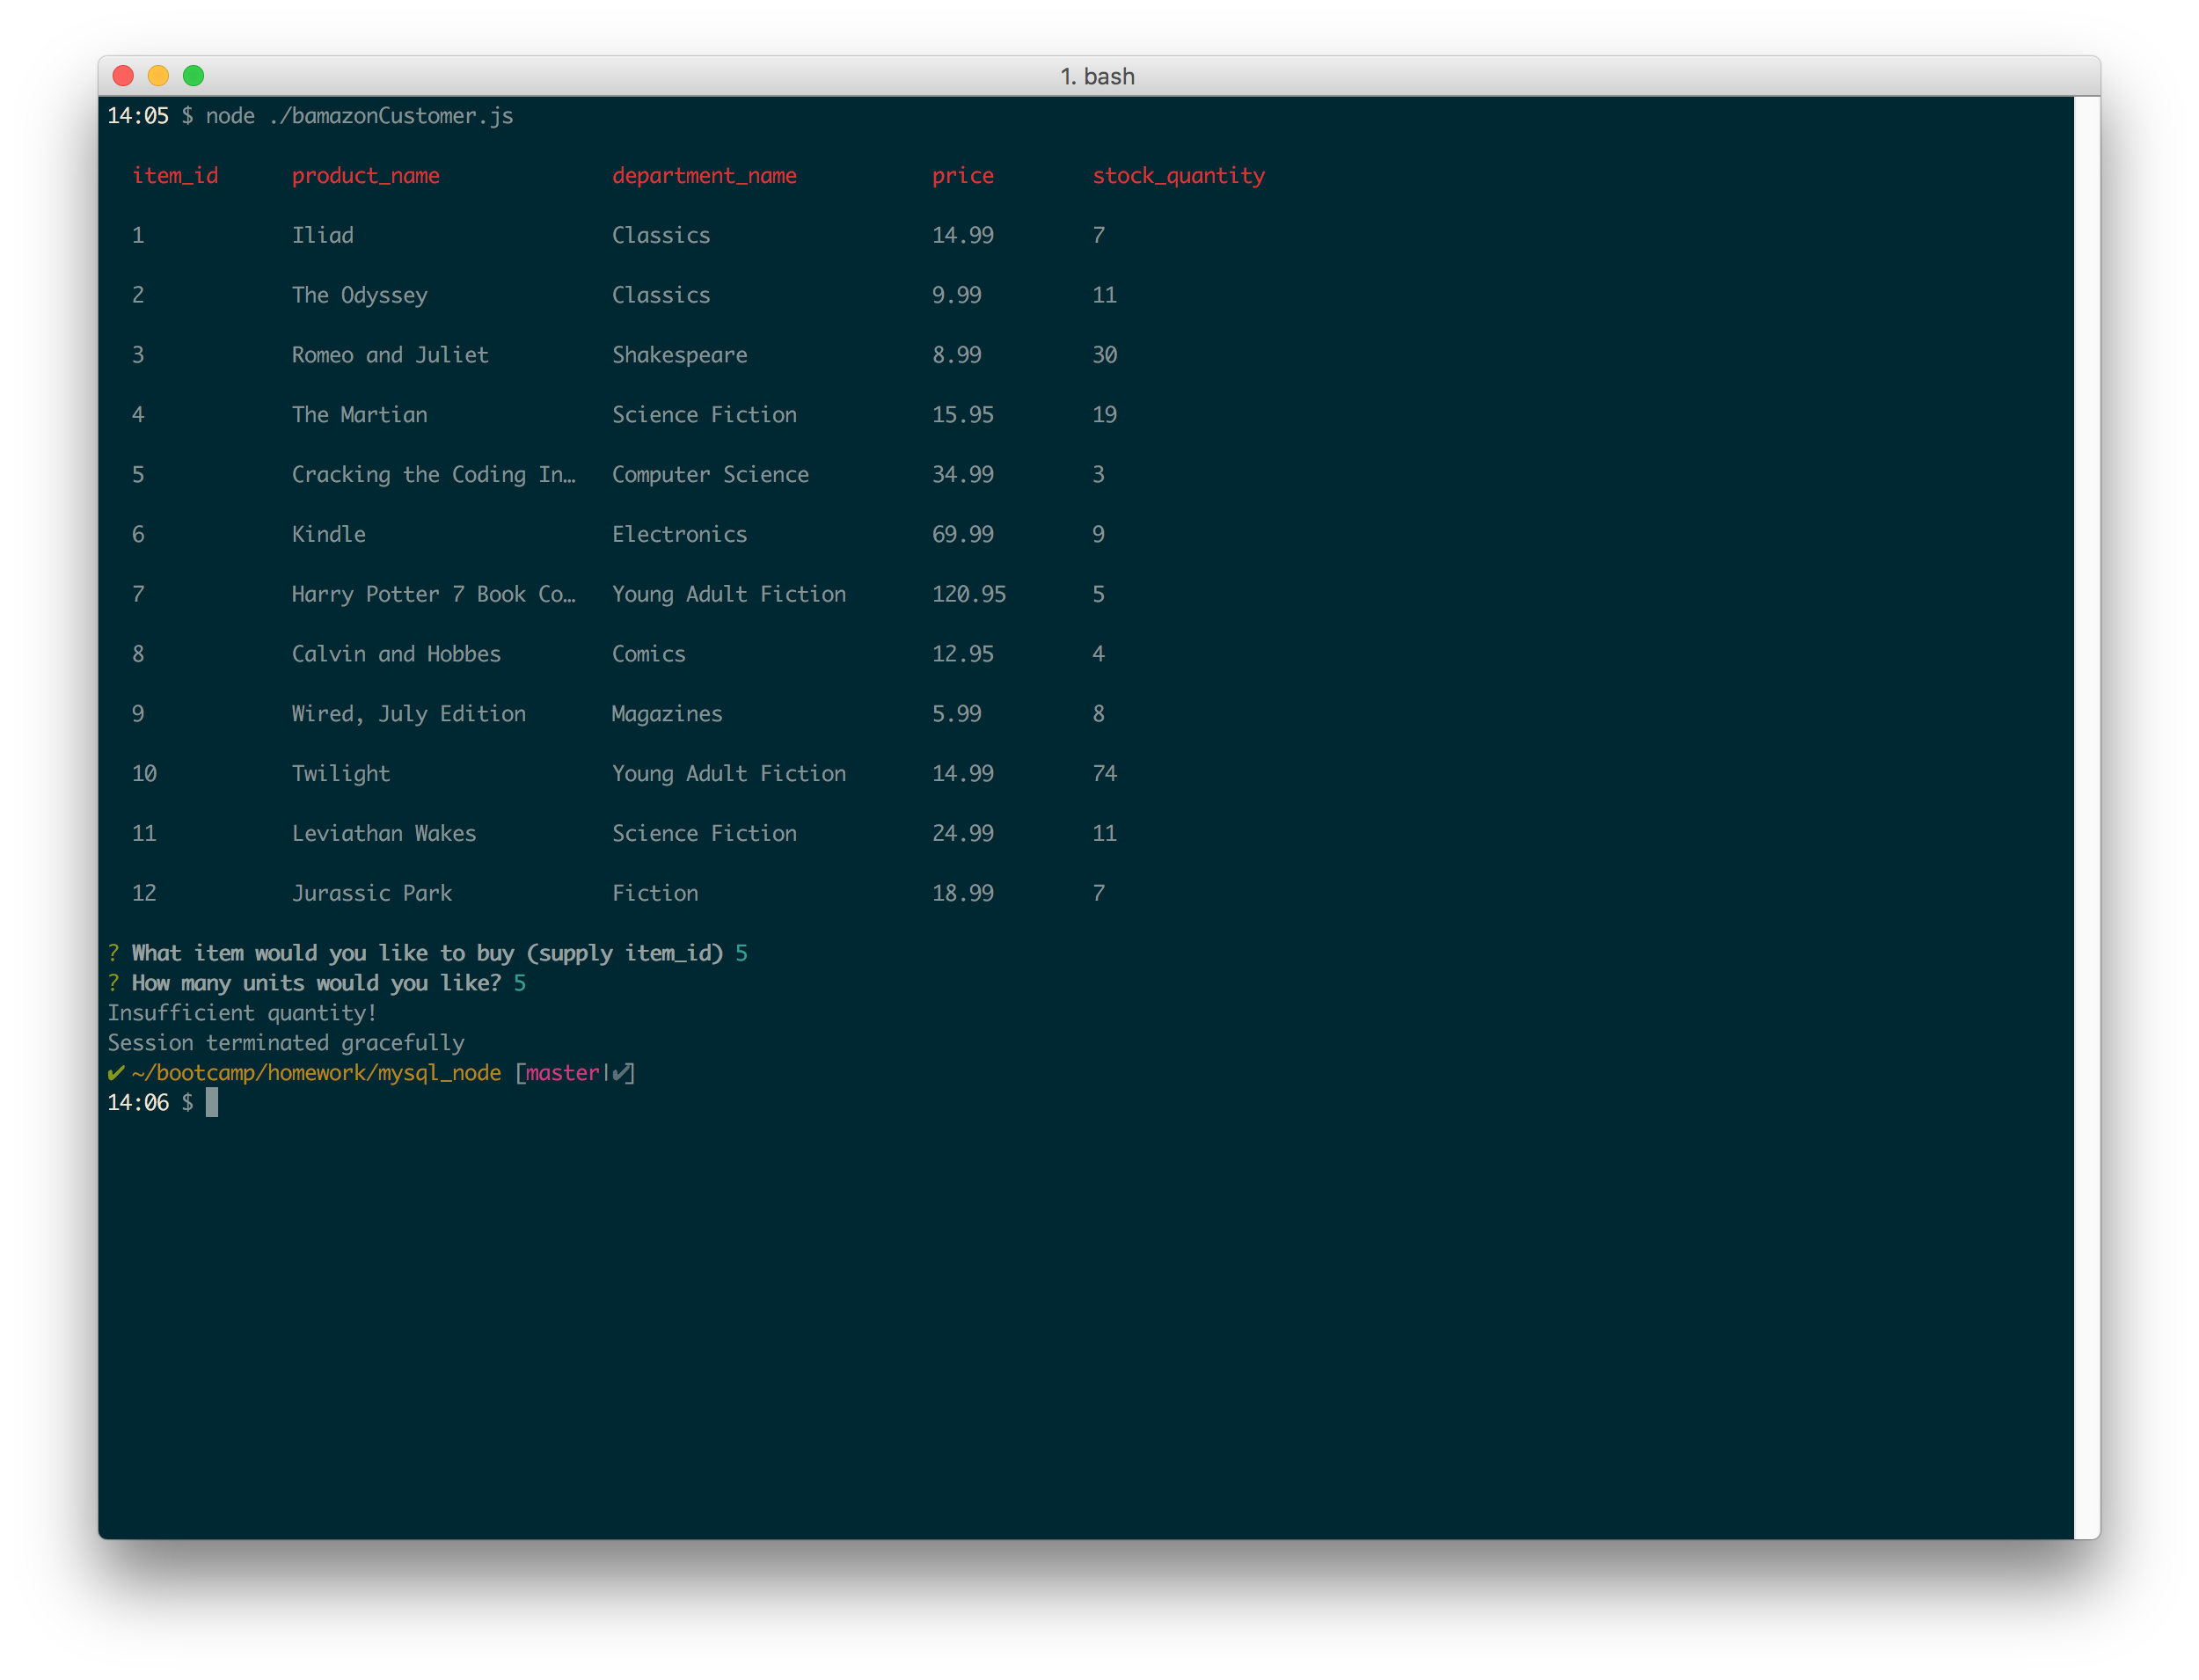 1. bash
14:05 $ node ./bamazonCustomer.js
item_id product_name department_name price stock_quantity
1 Iliad Classics 14.99 7
2 The Odyssey Classics 9.99 11
3 Romeo and Juliet Shakespeare 8.99 30
4 The Martian Science Fiction 15.95 19
5 Cracking the Coding In… Computer Science 34.99 3
6 Kindle Electronics 69.99 9
7 Harry Potter 7 Book Co… Young Adult Fiction 120.95 5
8 Calvin and Hobbes Comics 12.95 4
9 Wired, July Edition Magazines 5.99 8
10 Twilight Young Adult Fiction 14.99 74
11 Leviathan Wakes Science Fiction 24.99 11
12 Jurassic Park Fiction 18.99 7
? What item would you like to buy (supply item_id) 5
? How many units would you like? 5
Insufficient quantity!
Session terminated gracefully
✔ ~/bootcamp/homework/mysql_node [master|✔]
14:06 $